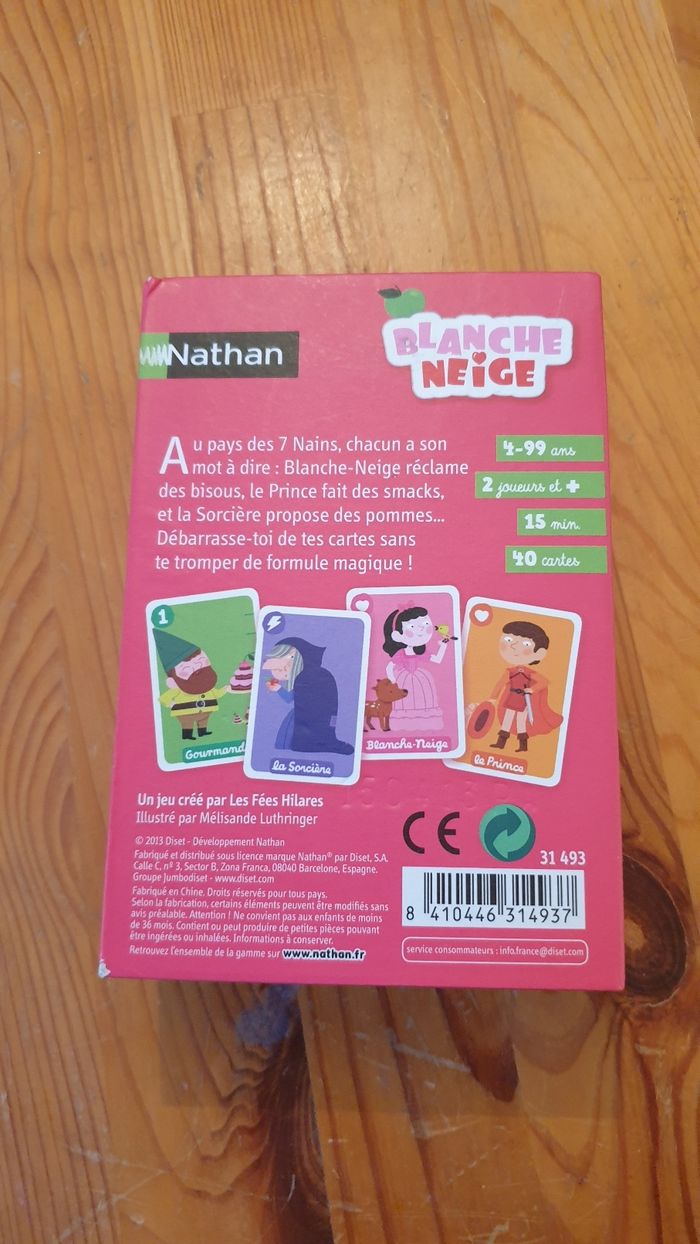 Nathan
BLANCHE
NEIGE
Au pays des 7 Nains, chacun a son
mot à dire : Blanche-Neige réclame
des bisous, le Prince fait des smacks,
et la Sorcière propose des pommes...
Débarrasse-toi de tes cartes sans
te tromper de formule magique !
4-99 ans
2 joueurs et +
15 min.
40 cartes
1
Gourmand
la Sorcière
Blanche-Neige
le Prince
Un jeu créé par Les Fées Hilares
Illustré par Mélisande Luthringer
© 2013 Diset - Développement Nathan
Fabriqué et distribué sous licence marque Nathan® par Diset, S.A.
Calle C, nº 3, Sector B, Zona Franca, 08040 Barcelone, Espagne.
Groupe Jumbodiset - www.diset.com
Fabriqué en Chine. Droits réservés pour tous pays.
Selon la fabrication, certains éléments peuvent être modifiés sans
avis préalable. Attention ! Ne convient pas aux enfants de moins
de 36 mois. Contient ou peut produire de petites pièces pouvant
être ingérées ou inhalées. Informations à conserver.
Retrouvez l'ensemble de la gamme sur www.nathan.fr
CE
31 493
8 410446 314937
service consommateurs : info.france@diset.com